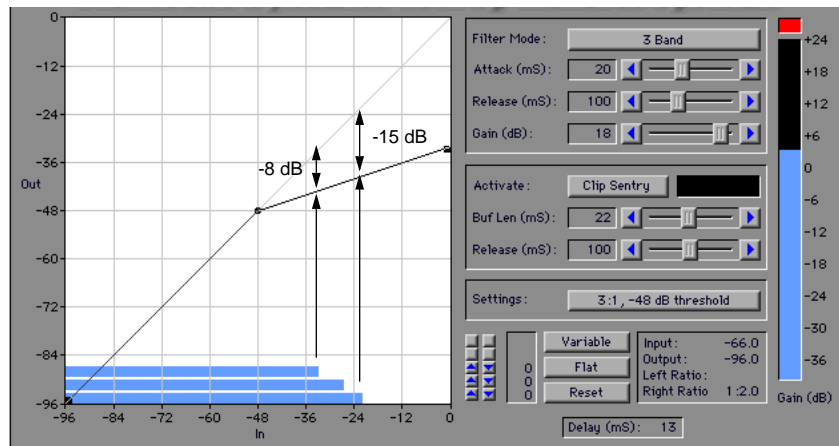 0
-12
-24
-36
-48
-60
-72
-84
-96
Out
-8 dB
-15 dB
-96 -84 -72 -60 -48 -36 -24 -12 0
In
Filter Mode: 3 Band
Attack (mS): 20
Release (mS): 100
Gain (dB): 18
Activate: Clip Sentry
Buf Len (mS): 22
Release (mS): 100
Settings: 3:1, -48 dB threshold
0
0
0
Variable
Flat
Reset
Input: -66.0
Output: -96.0
Left Ratio:
Right Ratio 1:2.0
Delay (mS): 13
+24
+18
+12
+6
0
-6
-12
-18
-24
-30
-36
Gain (dB)